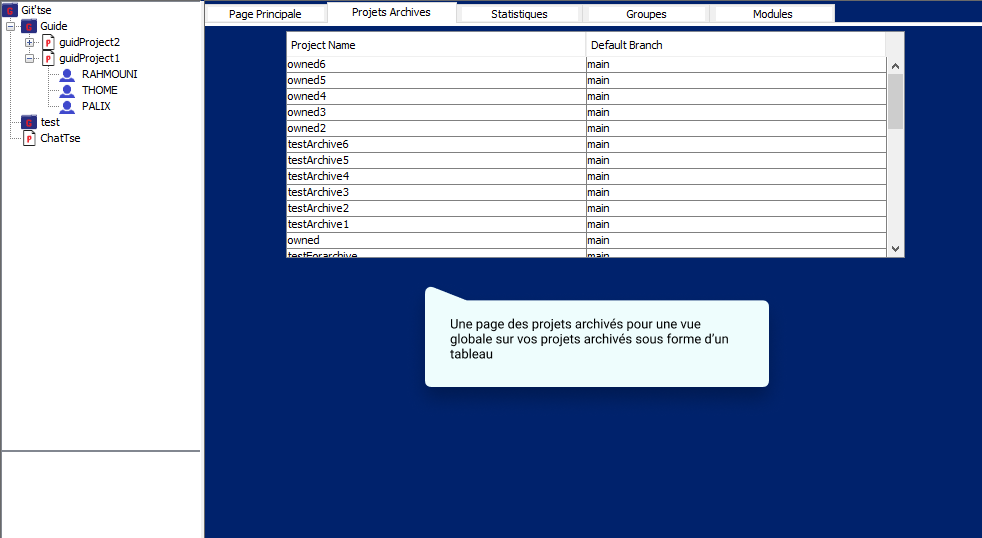 Git'tse
Guide
guidProject2
guidProject1
RAHMOUNI
THOME
PALIX
test
ChatTse
Page Principale Projets Archives Statistiques Groupes Modules
Project Name Default Branch
owned6 main
owned5 main
owned4 main
owned3 main
owned2 main
testArchive6 main
testArchive5 main
testArchive4 main
testArchive3 main
testArchive2 main
testArchive1 main
owned main
testForarchive main
Une page des projets archivés pour une vue
globale sur vos projets archivés sous forme d’un
tableau